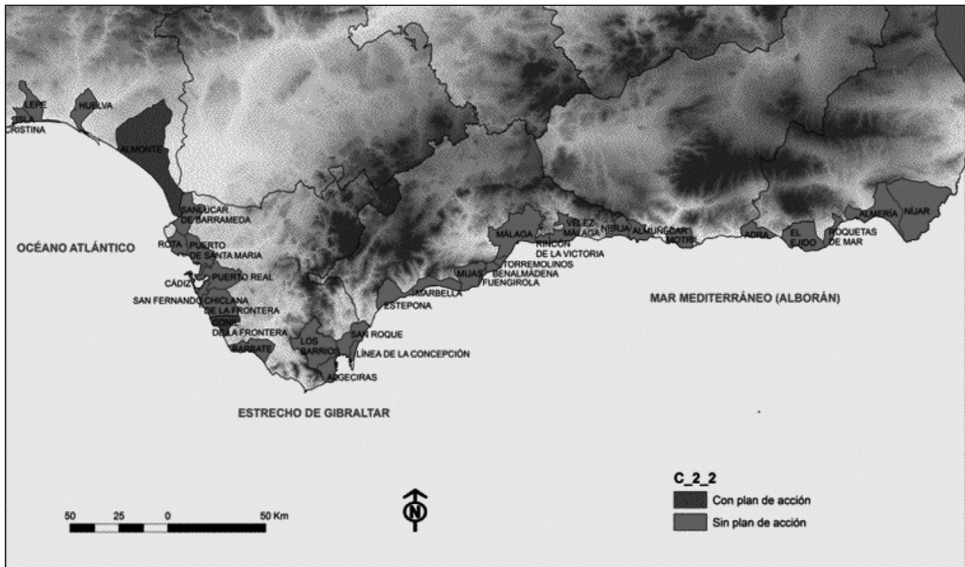 LEPE
ISLA
CRISTINA
HUELVA
ALMONTE
SANLUCAR
DE BARRAMEDA
OCÉANO ATLÁNTICO
ROTA
PUERTO
DE SANTA MARIA
CÁDIZ
PUERTO REAL
SAN FERNANDO
CHICLANA
DE LA FRONTERA
CONIL
DE LA FRONTERA
BARBATE
LOS
BARRIOS
SAN ROQUE
LÍNEA DE LA CONCEPCIÓN
ALGECIRAS
ESTRECHO DE GIBRALTAR
ESTEPONA
MARBELLA
MIJAS
FUENGIROLA
BENALMÁDENA
TORREMOLINOS
MÁLAGA
RINCÓN
DE LA VICTORIA
VÉLEZ-
MÁLAGA
NERJA
ALMUÑÉCAR
MOTRIL
ADRA
EL
EJIDO
ROQUETAS
DE MAR
ALMERÍA
NÍJAR
MAR MEDITERRÁNEO (ALBORÁN)
C_2_2
Con plan de acción
Sin plan de acción
50 25 0 50 Km
N